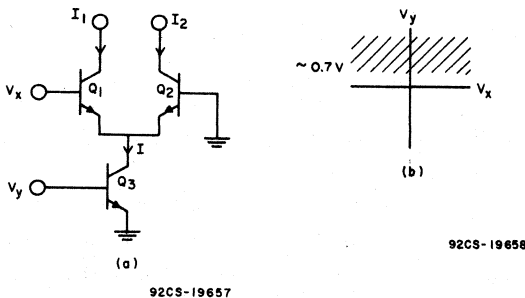 I1
I2
Vx
Q1
Q2
I
Vy
Q3
(a)
92CS-19657
Vy
~ 0.7 V
Vx
(b)
92CS-19658